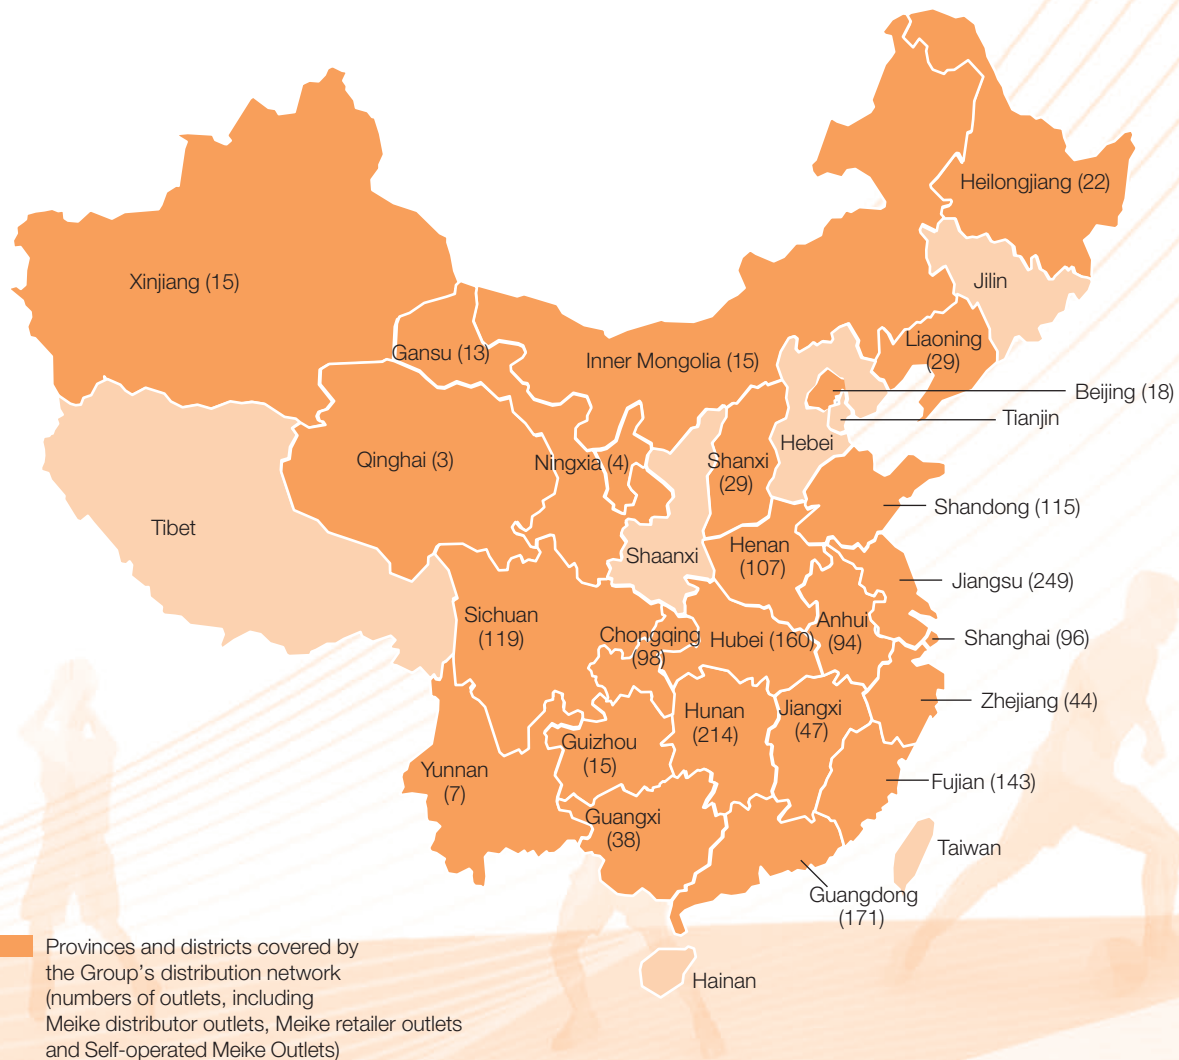 Heilongjiang (22)
Xinjiang (15)
Jilin
Liaoning
(29)
Gansu (13)
Inner Mongolia (15)
Beijing (18)
Tianjin
Hebei
Qinghai (3)
Ningxia (4)
Shanxi
(29)
Shandong (115)
Tibet
Shaanxi
Henan
(107)
Jiangsu (249)
Sichuan
(119)
Chongqing
(98)
Hubei (160)
Anhui
(94)
Shanghai (96)
Zhejiang (44)
Hunan
(214)
Jiangxi
(47)
Guizhou
(15)
Yunnan
(7)
Fujian (143)
Guangxi
(38)
Taiwan
Guangdong
(171)
Hainan
Provinces and districts covered by
the Group's distribution network
(numbers of outlets, including
Meike distributor outlets, Meike retailer outlets
and Self-operated Meike Outlets)